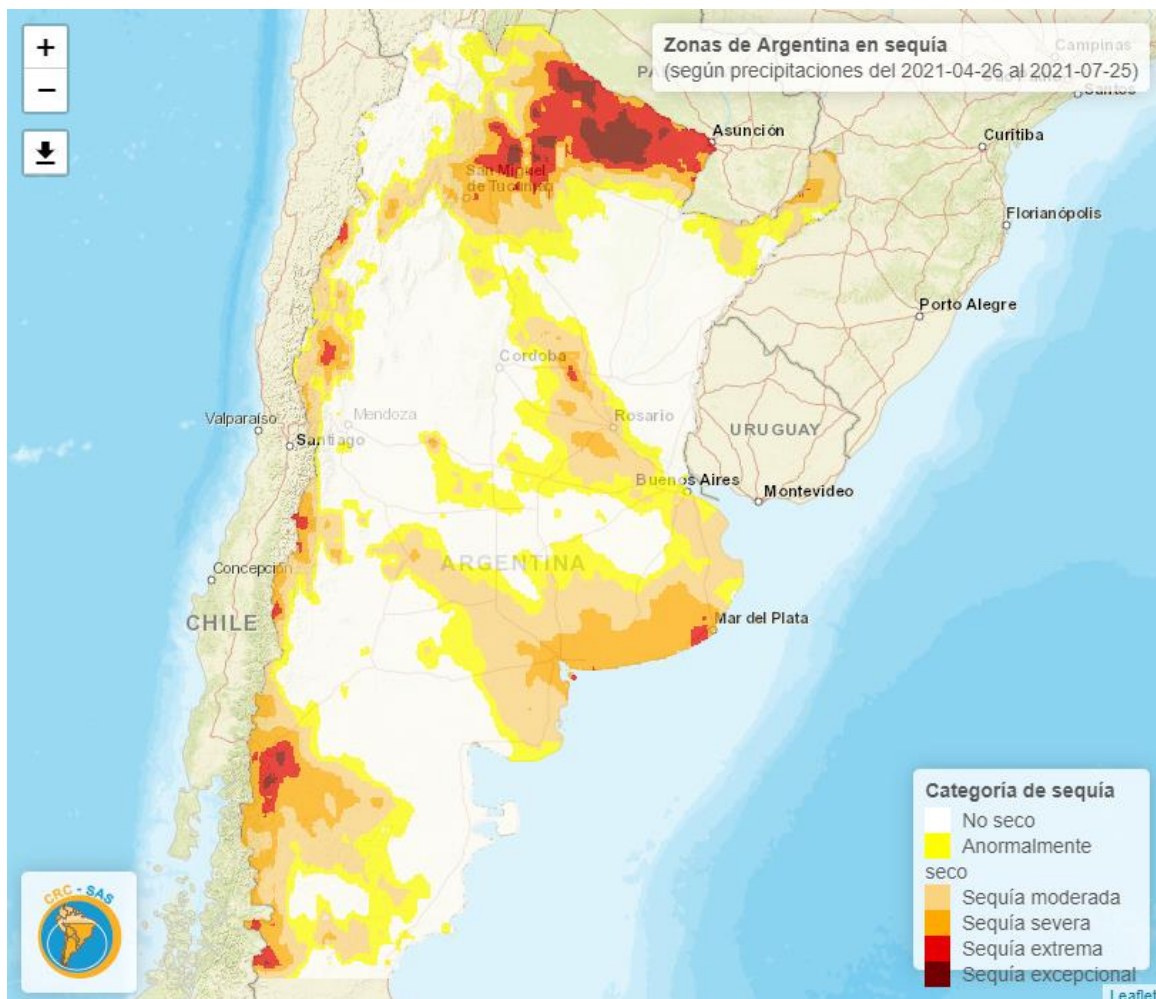 +
−
Zonas de Argentina en sequía
(según precipitaciones del 2021-04-26 al 2021-07-25)
Campinas
Santos
Asunción
Curitiba
San Miguel
de Tucumán
Florianópolis
Porto Alegre
Cordoba
Valparaíso
Mendoza
Rosario
Santiago
URUGUAY
Buenos Aires
Montevideo
ARGENTINA
Concepción
CHILE
Mar del Plata
Categoría de sequía
No seco
Anormalmente
seco
Sequía moderada
Sequía severa
Sequía extrema
Sequía excepcional
CRC - SAS
Leaflet